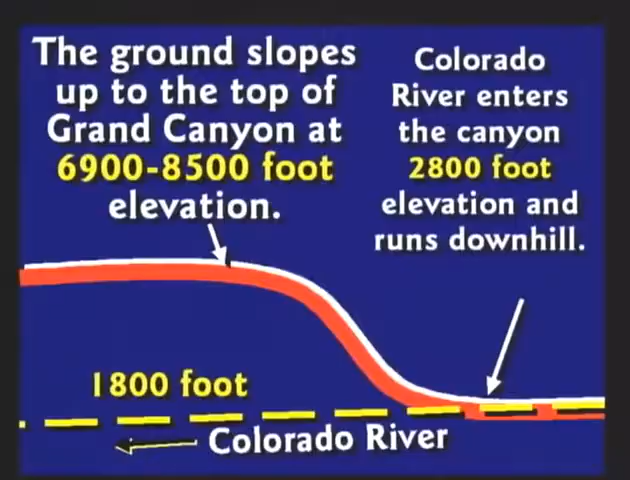 The ground slopes
up to the top of
Grand Canyon at
6900-8500 foot
elevation.
Colorado
River enters
the canyon
2800 foot
elevation and
runs downhill.
1800 foot
Colorado River